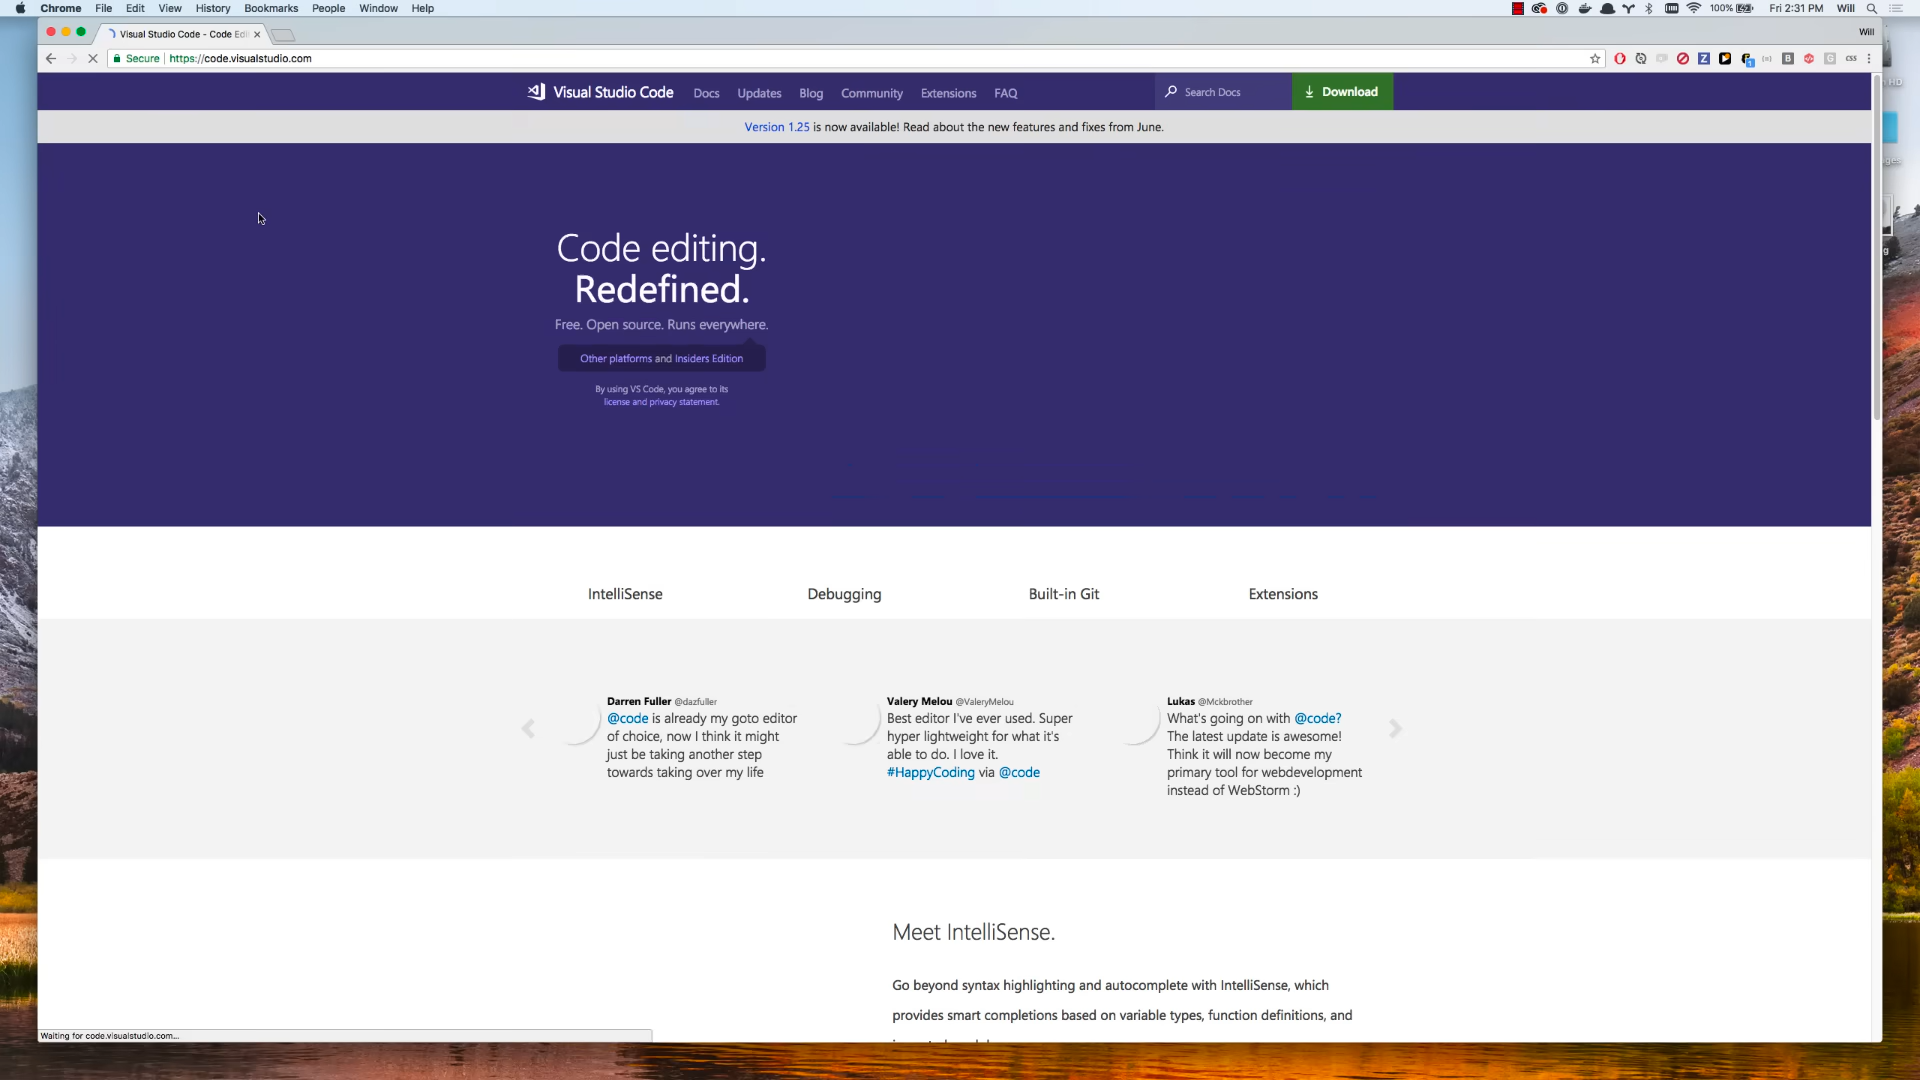 Chrome File Edit View History Bookmarks People Window Help
100% Fri 2:31 PM Will
Visual Studio Code - Code Edi
Will
Secure https://code.visualstudio.com
Visual Studio Code Docs Updates Blog Community Extensions FAQ Search Docs Download
Version 1.25 is now available! Read about the new features and fixes from June.
Code editing.
Redefined.
Free. Open source. Runs everywhere.
Other platforms and Insiders Edition
By using VS Code, you agree to its
license and privacy statement.
IntelliSense Debugging Built-in Git Extensions
Darren Fuller @dazfuller
@code is already my goto editor
of choice, now I think it might
just be taking another step
towards taking over my life
Valery Melou @ValeryMelou
Best editor I've ever used. Super
hyper lightweight for what it's
able to do. I love it.
#HappyCoding via @code
Lukas @Mckbrother
What's going on with @code?
The latest update is awesome!
Think it will now become my
primary tool for webdevelopment
instead of WebStorm :)
Meet IntelliSense.
Go beyond syntax highlighting and autocomplete with IntelliSense, which
provides smart completions based on variable types, function definitions, and
Waiting for code.visualstudio.com...